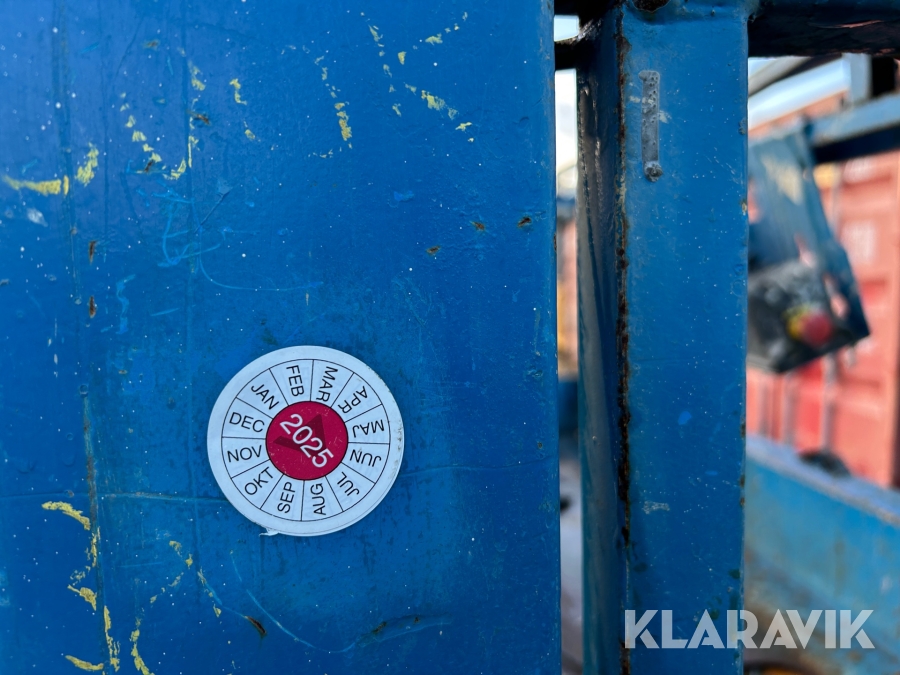 JAN
FEB
MAR
APR
MAJ
JUN
JUL
AUG
SEP
OKT
NOV
DEC
2025
KLARAVIK